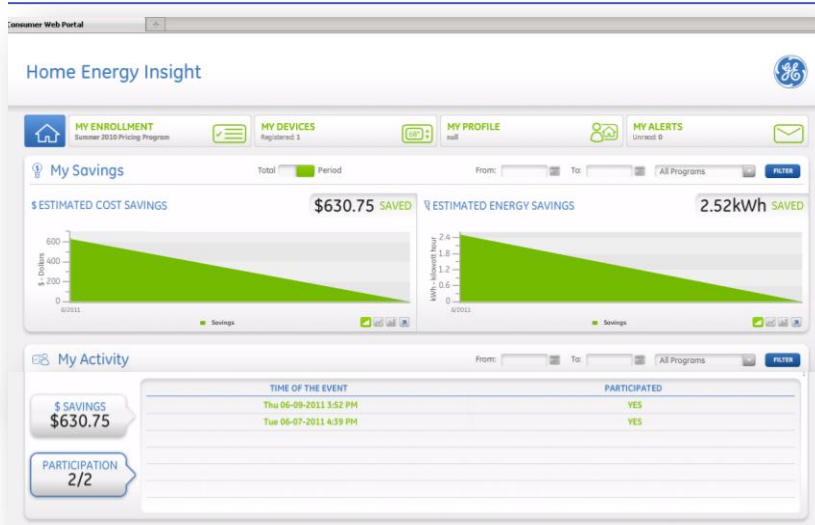 Consumer Web Portal
Home Energy Insight
MY ENROLLMENT
Summer 2010 Pricing Program
MY DEVICES
Registered: 1
68°
MY PROFILE
null
MY ALERTS
Unread: 0
My Savings
Total
Period
From:
To:
All Programs
FILTER
$ ESTIMATED COST SAVINGS
$630.75 SAVED
ESTIMATED ENERGY SAVINGS
2.52kWh SAVED
$ - Dollars
600
400
200
0
6/2011
Savings
kWh - kilowatt hour
2.4
1.8
1.2
0.6
0
6/2011
Savings
My Activity
From:
To:
All Programs
FILTER
$ SAVINGS
$630.75
PARTICIPATION
2/2
TIME OF THE EVENT PARTICIPATED
Thu 06-09-2011 3:52 PM YES
Tue 06-07-2011 4:39 PM YES